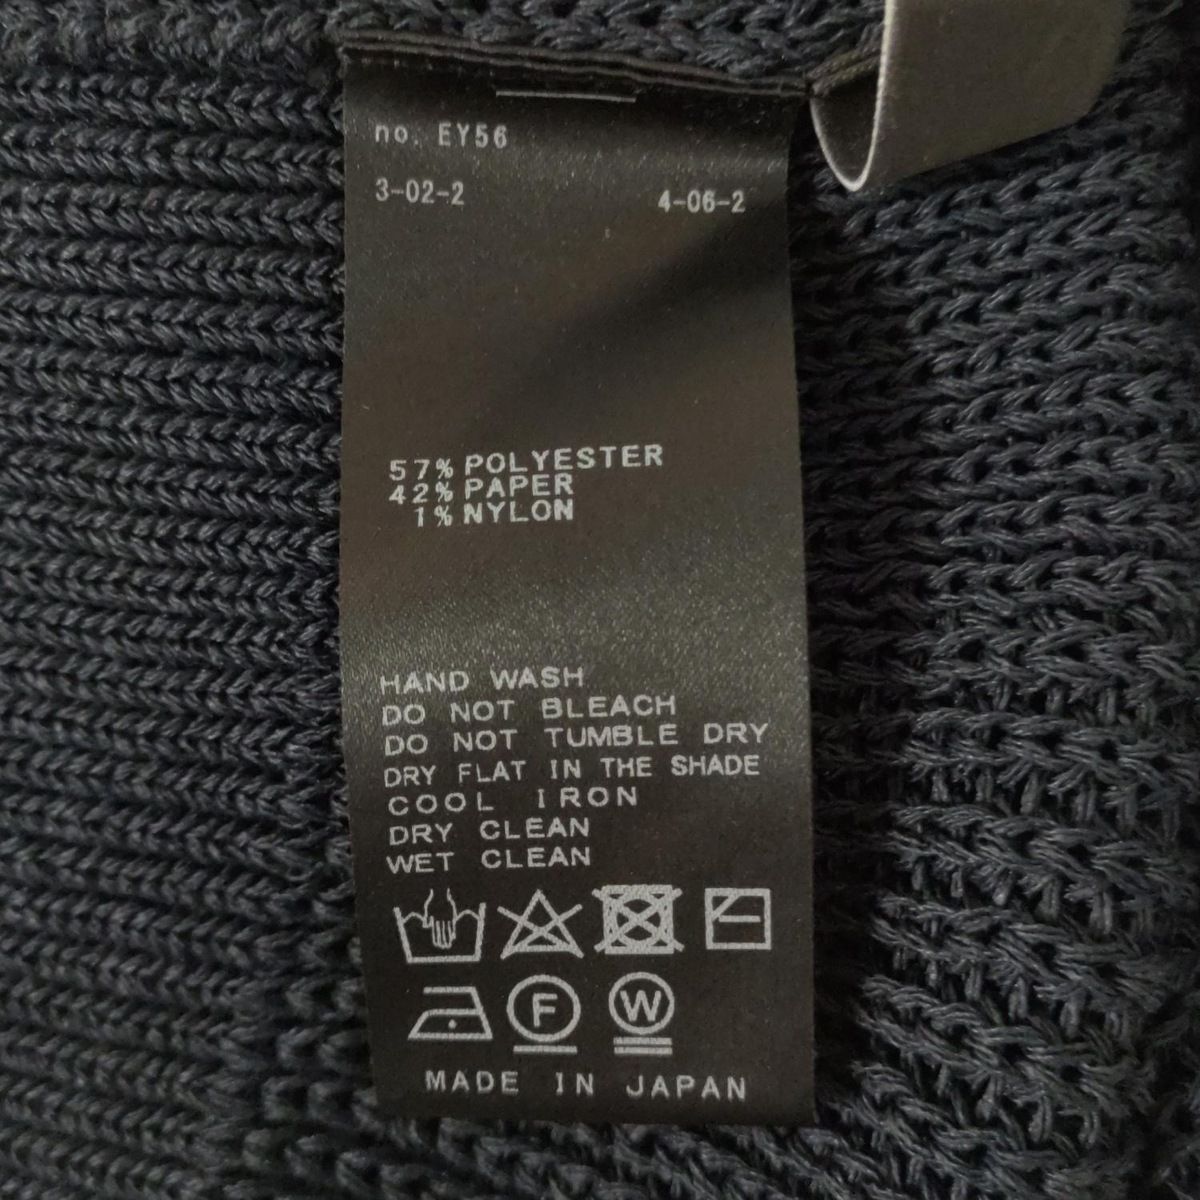 no. EY56
3-02-2 4-06-2
57% POLYESTER
42% PAPER
1% NYLON
HAND WASH
DO NOT BLEACH
DO NOT TUMBLE DRY
DRY FLAT IN THE SHADE
COOL IRON
DRY CLEAN
WET CLEAN
F W
MADE IN JAPAN